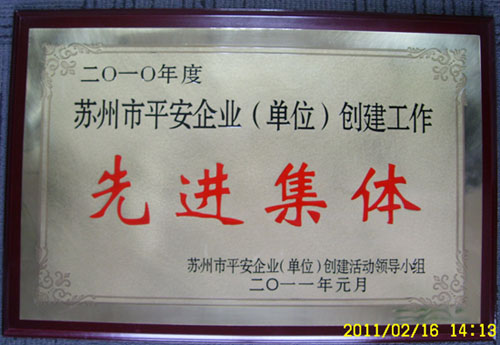 二〇一〇年度
苏州市平安企业（单位）创建工作
先进集体
苏州市平安企业（单位）创建活动领导小组
二〇一一年元月
2011/02/16 14:13